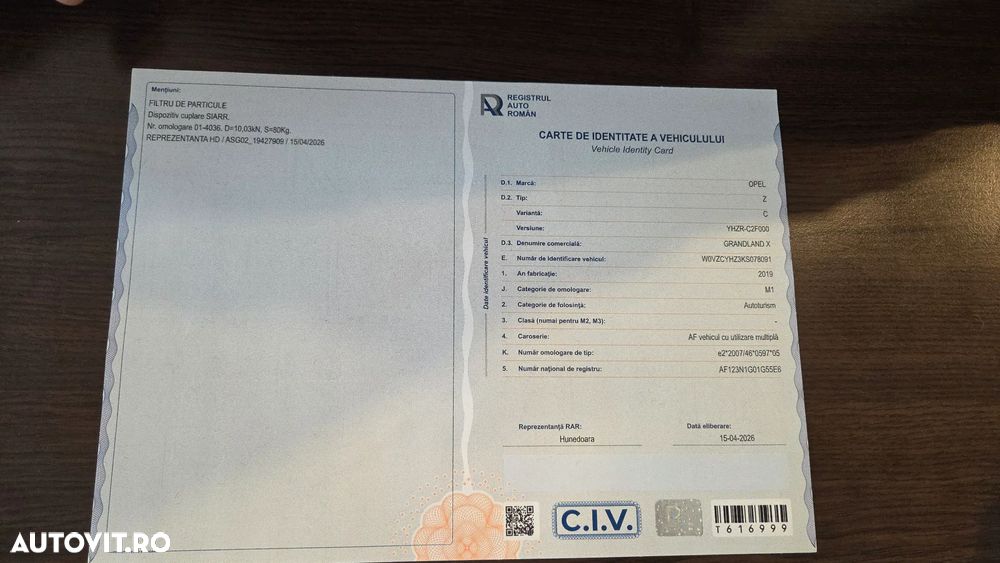 Mențiuni:
FILTRU DE PARTICULE
Dispozitiv cuplare SIARR.
Nr. omologare 01-4036. D=10,03kN, S=80Kg.
REPREZENTANTA HD / ASG02_19427909 / 15/04/2026
REGISTRUL
AUTO
ROMÂN
CARTE DE IDENTITATE A VEHICULULUI
Vehicle Identity Card
Date identificare vehicul
D.1. Marcă: OPEL
D.2. Tip: Z
Variantă: C
Versiune: YHZR-C2F000
D.3. Denumire comercială: GRANDLAND X
E. Număr de identificare vehicul: W0VZCYHZ3KS078091
1. An fabricație: 2019
J. Categorie de omologare: M1
2. Categorie de folosință: Autoturism
3. Clasă (numai pentru M2, M3): -
4. Caroserie: AF vehicul cu utilizare multiplă
K. Număr omologare de tip: e2*2007/46*0597*05
5. Număr național de registru: AF123N1G01G55E6
Reprezentanță RAR: Dată eliberare:
Hunedoara 15-04-2026
C.I.V.
T616999
AUTOVIT.RO